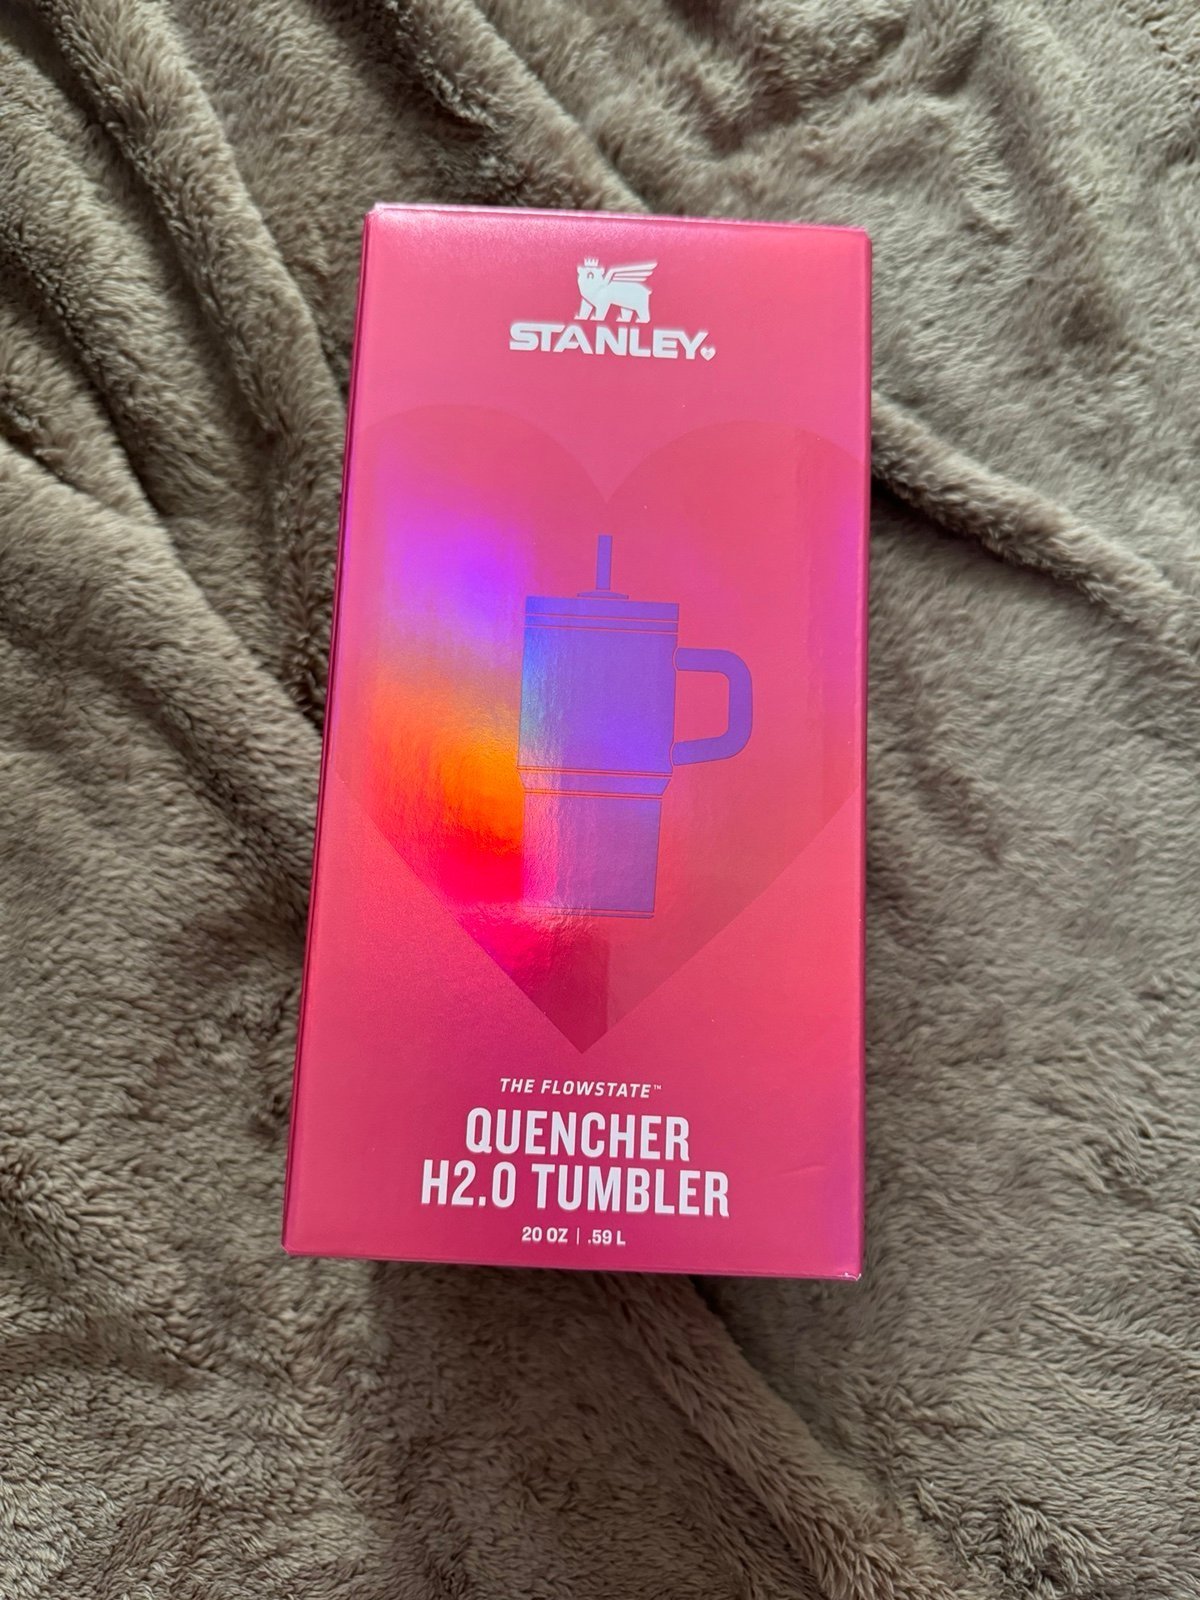 STANLEY
THE FLOWSTATE™
QUENCHER
H2.0 TUMBLER
20 OZ | .59 L